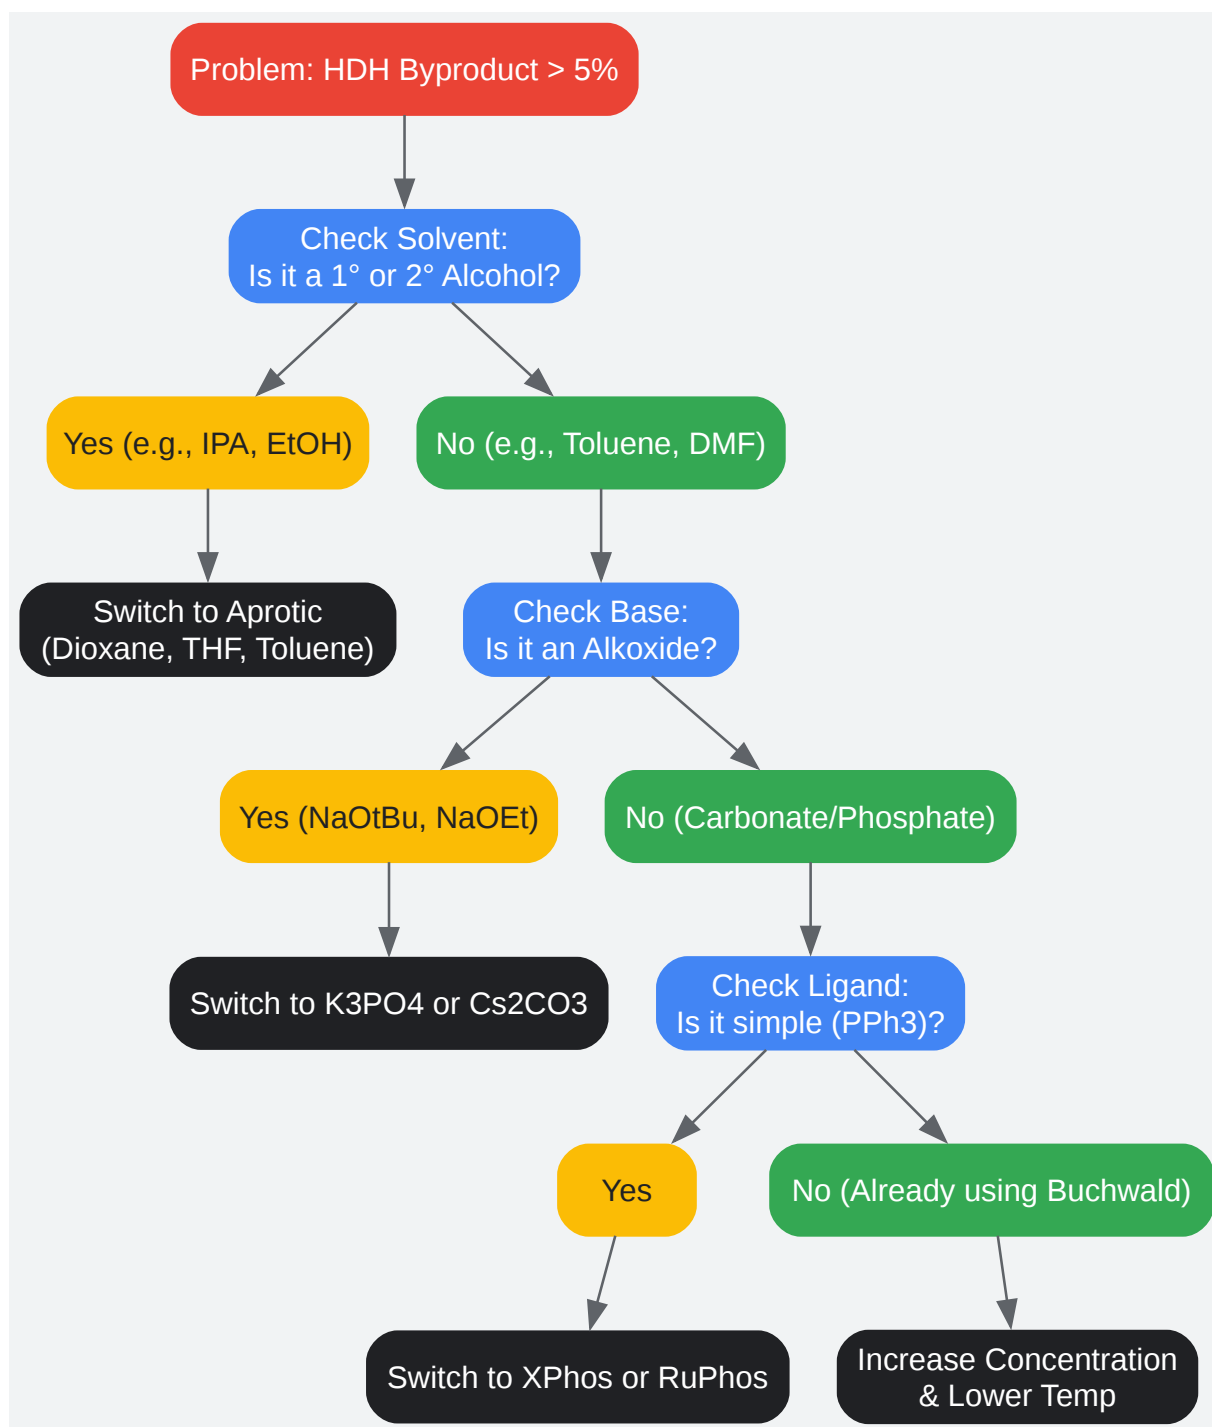 Problem: HDH Byproduct > 5%
Check Solvent:
Is it a 1° or 2° Alcohol?
Yes (e.g., IPA, EtOH)
No (e.g., Toluene, DMF)
Switch to Aprotic
(Dioxane, THF, Toluene)
Check Base:
Is it an Alkoxide?
Yes (NaOtBu, NaOEt)
No (Carbonate/Phosphate)
Switch to K3PO4 or Cs2CO3
Check Ligand:
Is it simple (PPh3)?
Yes
No (Already using Buchwald)
Switch to XPhos or RuPhos
Increase Concentration
& Lower Temp